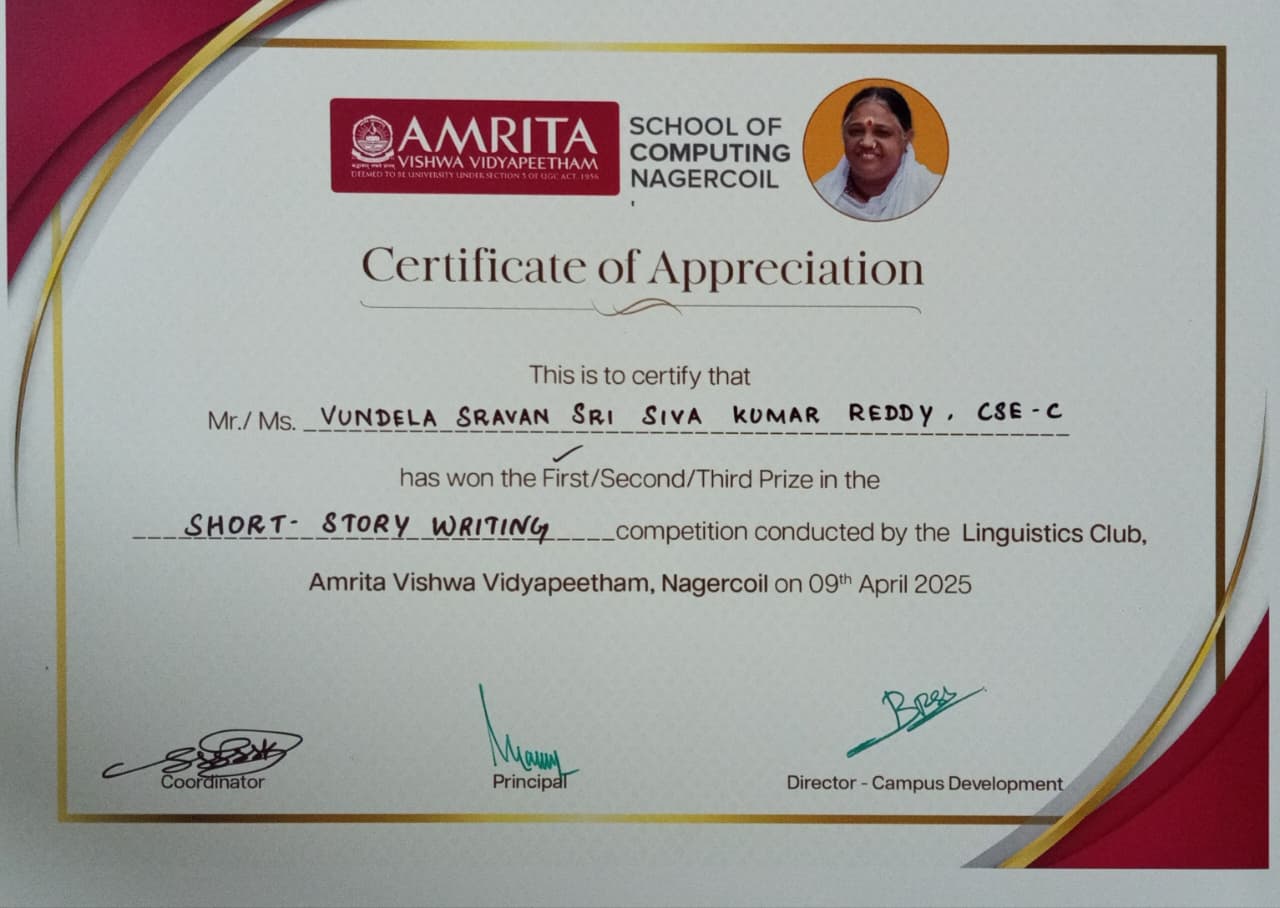 AMRITA
VISHWA VIDYAPEETHAM
DEEMED TO BE UNIVERSITY UNDER SECTION 3 OF UGC ACT, 1956
SCHOOL OF
COMPUTING
NAGERCOIL
Certificate of Appreciation
This is to certify that
Mr./ Ms. VUNDELA SRAVAN SRI SIVA KUMAR REDDY, CSE-C
has won the First/Second/Third Prize in the
SHORT- STORY WRITING competition conducted by the Linguistics Club,
Amrita Vishwa Vidyapeetham, Nagercoil on 09th April 2025
Coordinator
Principal
Director - Campus Development